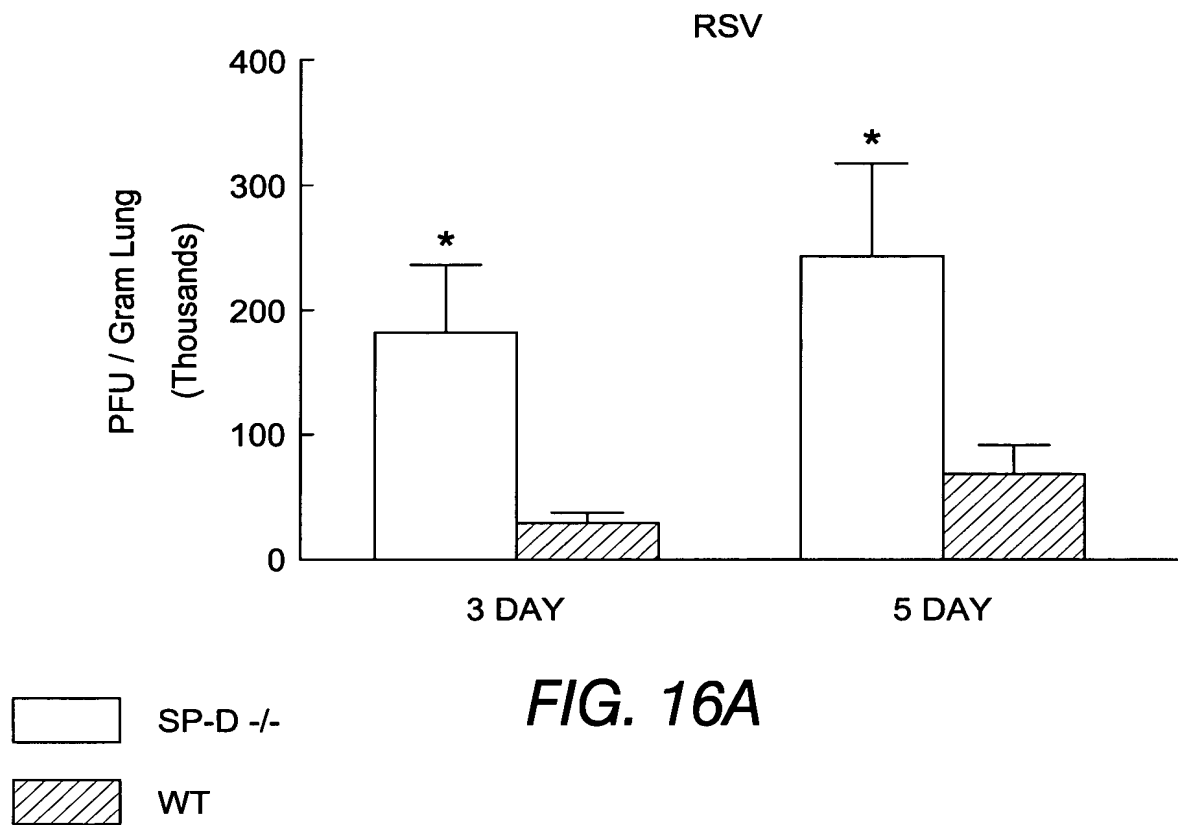 RSV
PFU / Gram Lung
(Thousands)
400
300
200
100
0
*
*
3 DAY
5 DAY
FIG. 16A
SP-D -/-
WT